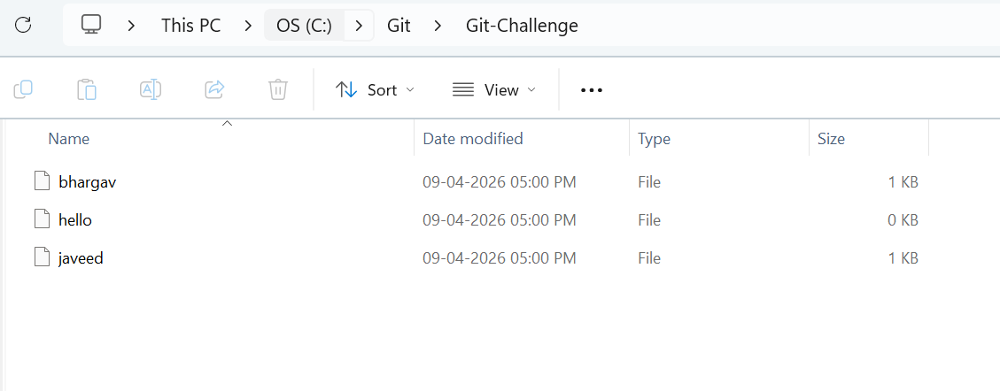 This PC > OS (C:) > Git > Git-Challenge
Sort View •••
Name Date modified Type Size
bhargav 09-04-2026 05:00 PM File 1 KB
hello 09-04-2026 05:00 PM File 0 KB
javeed 09-04-2026 05:00 PM File 1 KB